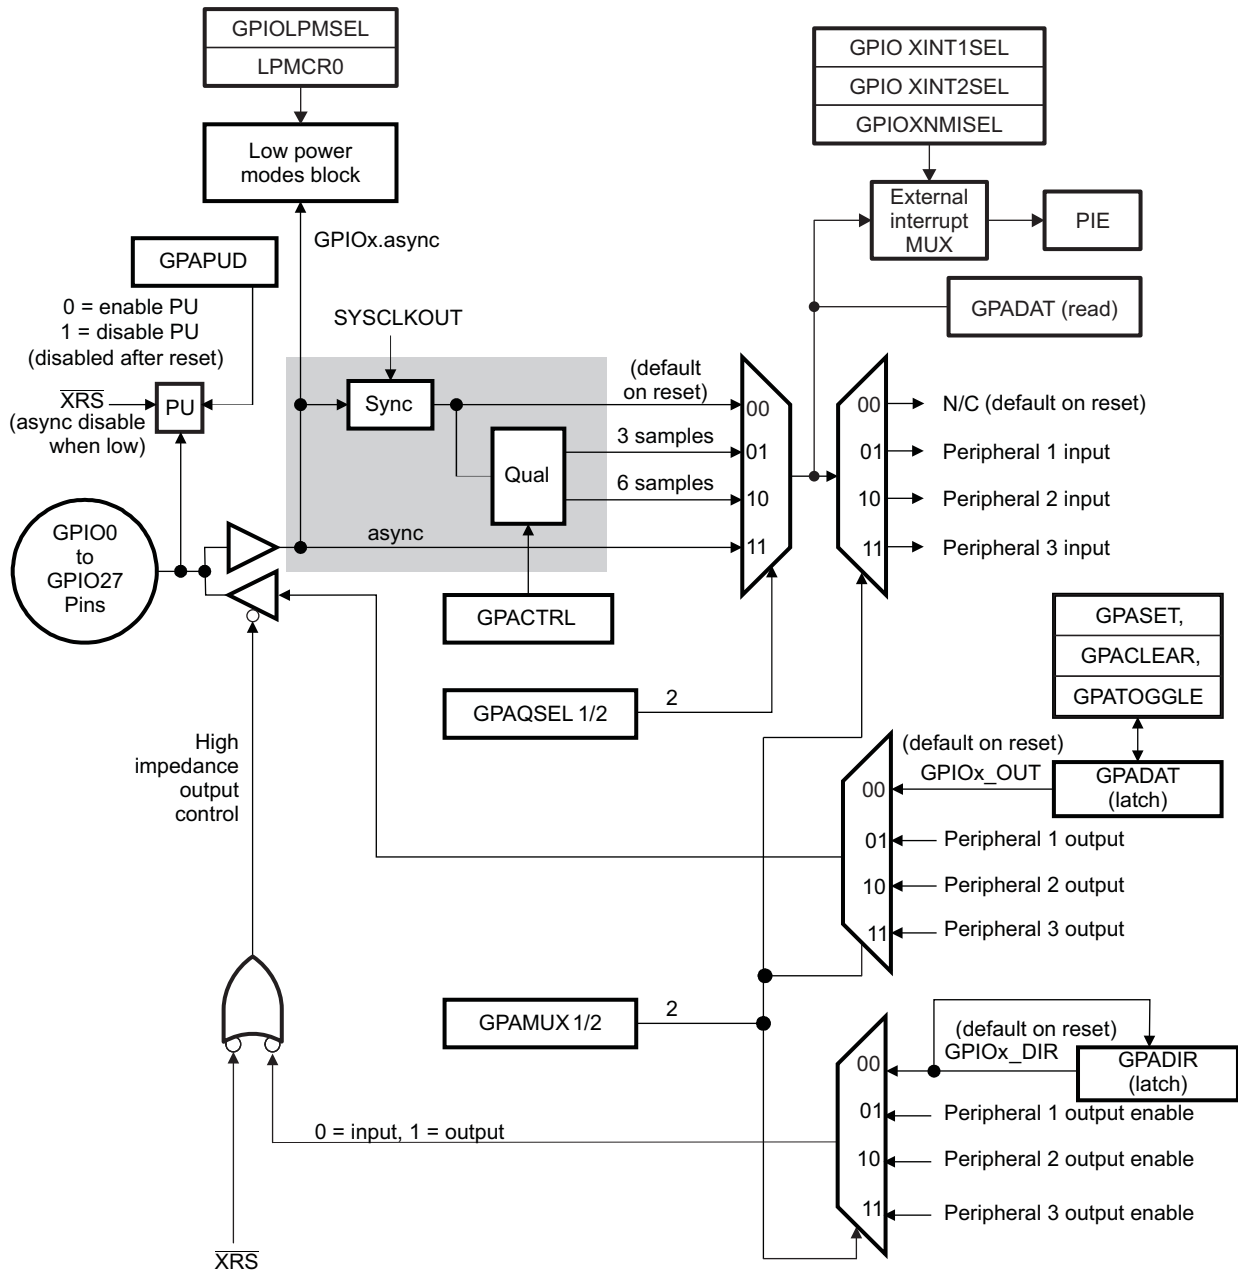 GPIOLPMSEL
LPMCR0
Low power
modes block
GPIOx.async
GPAPUD
0 = enable PU
1 = disable PU
(disabled after reset)
XRS
(async disable
when low)
PU
GPIO0
to
GPIO27
Pins
SYSCLKOUT
Sync
Qual
async
GPACTRL
(default
on reset)
3 samples
6 samples
00
01
10
11
GPIO XINT1SEL
GPIO XINT2SEL
GPIOXNMISEL
External
interrupt
MUX
PIE
GPADAT (read)
00
01
10
11
N/C (default on reset)
Peripheral 1 input
Peripheral 2 input
Peripheral 3 input
GPAQSEL 1/2
2
GPASET,
GPACLEAR,
GPATOGGLE
GPADAT
(latch)
(default on reset)
GPIOx_OUT
00
01
10
11
Peripheral 1 output
Peripheral 2 output
Peripheral 3 output
High
impedance
output
control
GPAMUX 1/2
2
(default on reset)
GPIOx_DIR
GPADIR
(latch)
00
01
10
11
Peripheral 1 output enable
Peripheral 2 output enable
Peripheral 3 output enable
0 = input, 1 = output
XRS